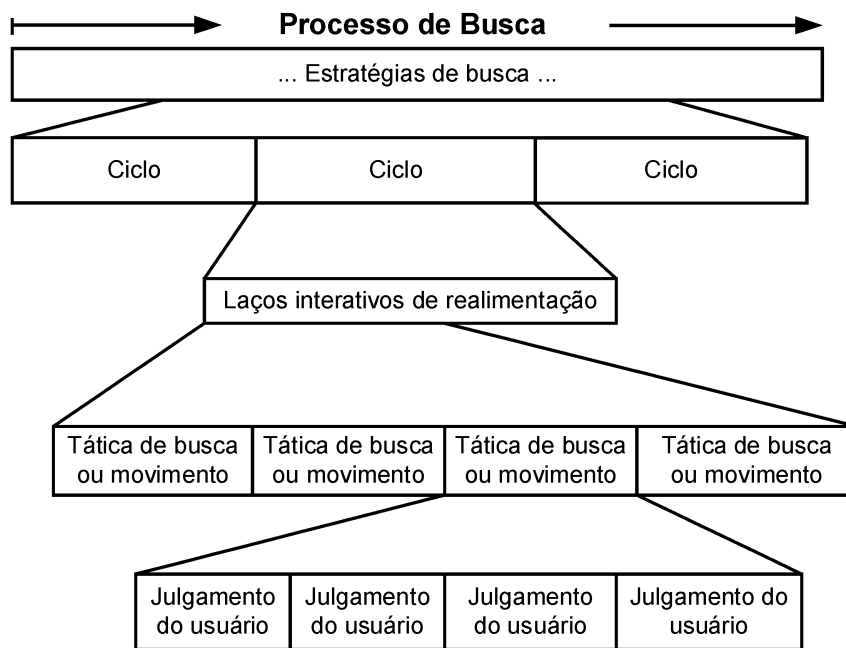 Processo de Busca
... Estratégias de busca ...
Ciclo Ciclo Ciclo
Laços interativos de realimentação
Tática de busca Tática de busca Tática de busca Tática de busca
ou movimento ou movimento ou movimento ou movimento
Julgamento Julgamento Julgamento Julgamento do
do usuário do usuário do usuário usuário